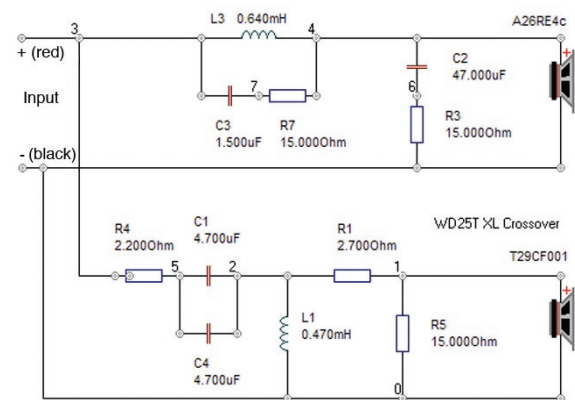 L3 0.640mH
A26RE4c
3
4
+
+ (red)
C2
47.000uF
Input
7
6
C3
1.500uF
R7
15.000Ohm
R3
15.000Ohm
- (black)
WD25T XL Crossover
R4
2.200Ohm
C1
4.700uF
R1
2.700Ohm
T29CF001
5
2
1
+
L1
0.470mH
R5
15.000Ohm
C4
4.700uF
0